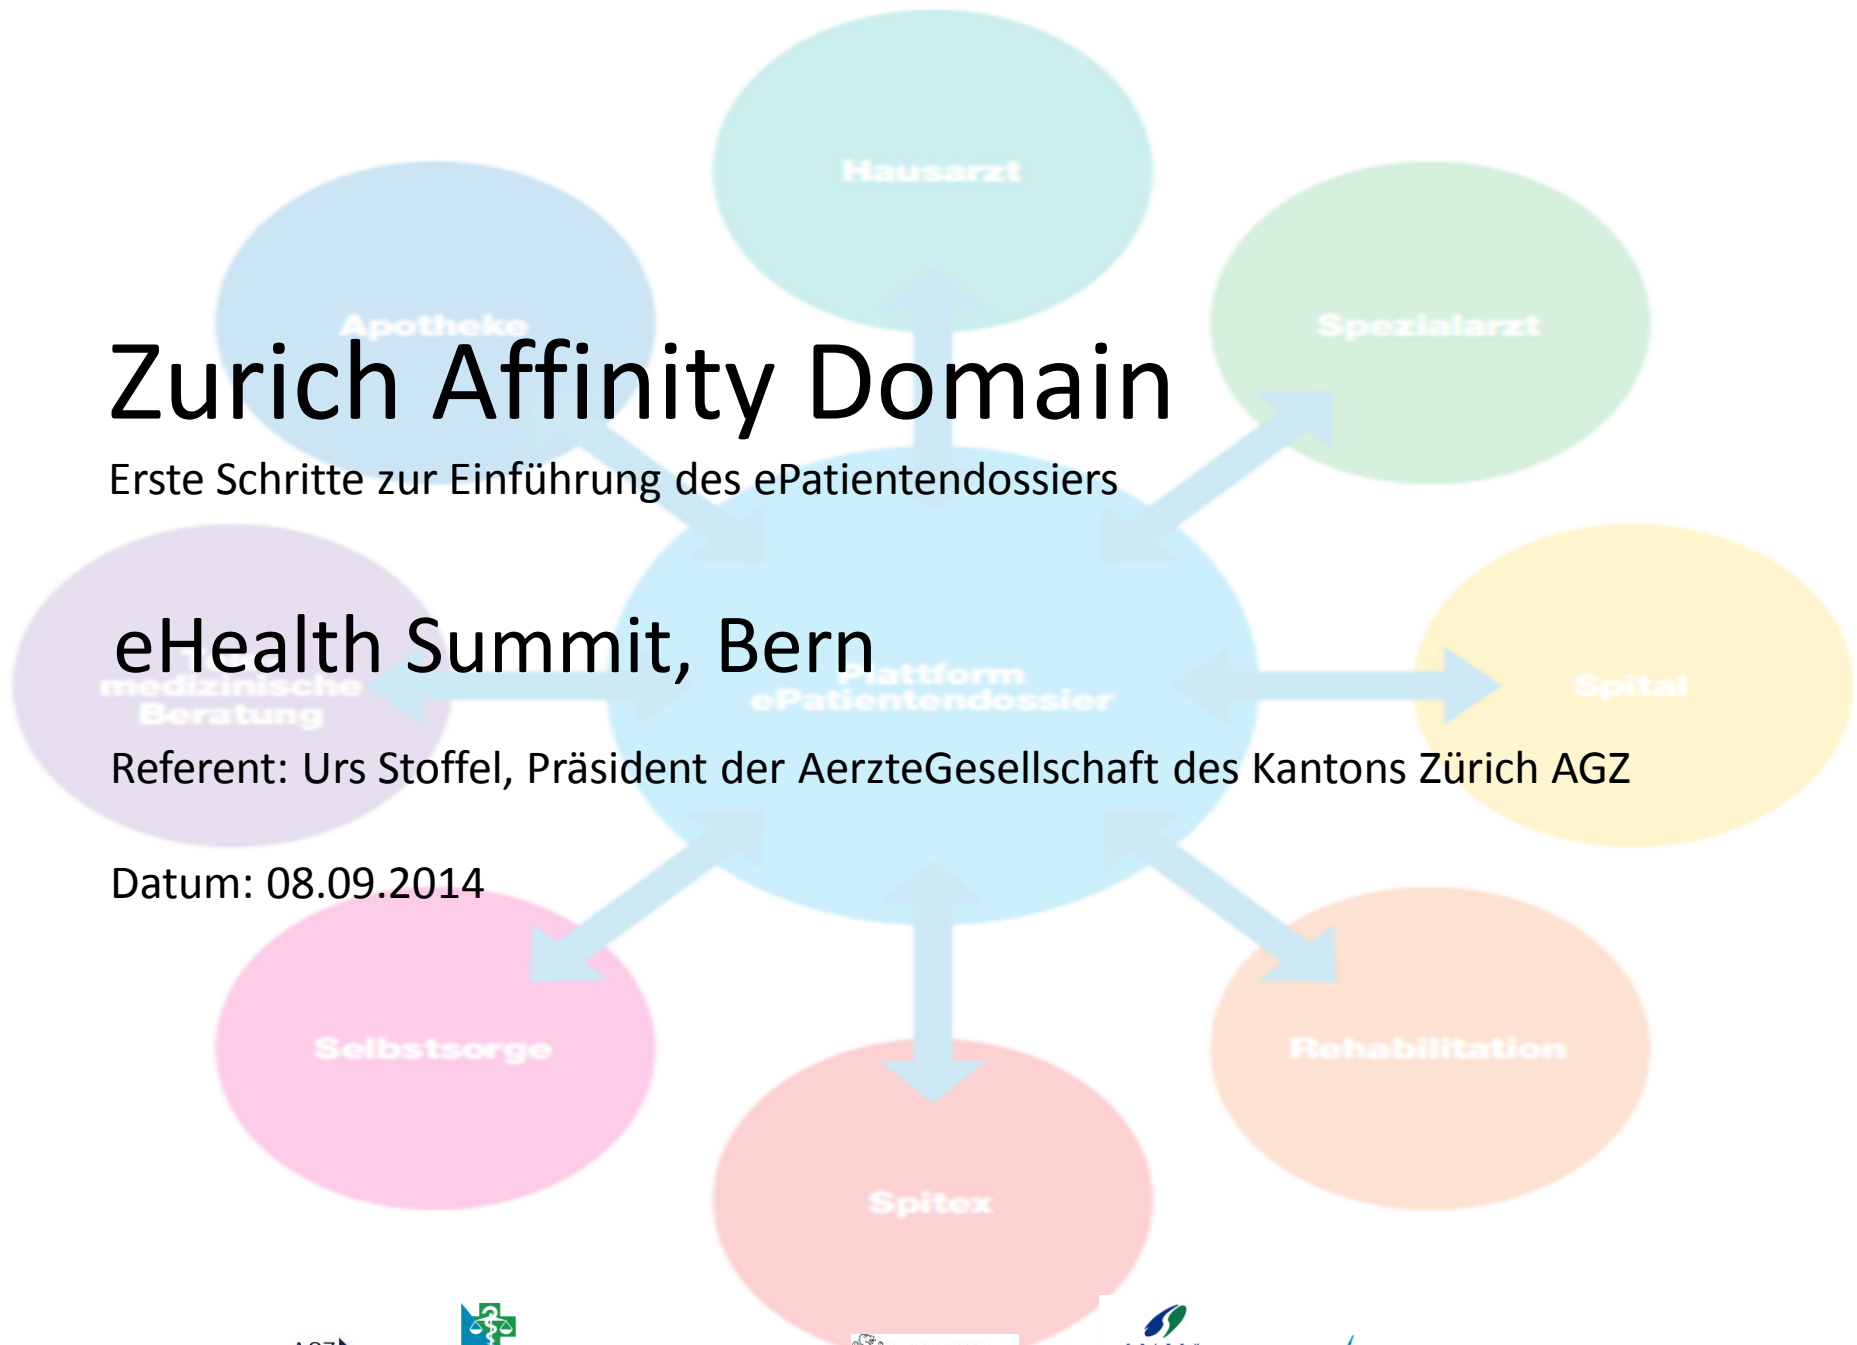 Hausarzt
Apotheke
Spezialarzt
Zurich Affinity Domain
Erste Schritte zur Einführung des ePatientendossiers
eHealth Summit, Bern
medizinische
Beratung
Plattform
ePatientendossier
Spital
Referent: Urs Stoffel, Präsident der AerzteGesellschaft des Kantons Zürich AGZ
Datum: 08.09.2014
Selbstsorge
Rehabilitation
Spitex